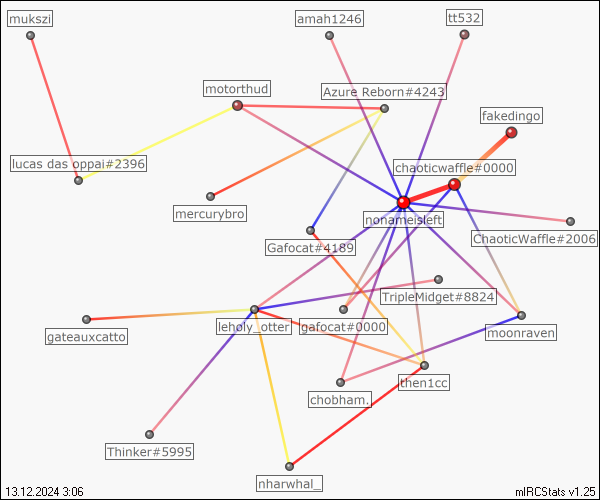 mukszi
amah1246
tt532
motorthud
Azure Reborn#4243
fakedingo
lucas das oppai#2396
chaoticwaffle#0000
mercurybro
nonameisleft
Gafocat#4189
ChaoticWaffle#2006
TripleMidget#8824
gateauxcatto
leholy_otter
gafocat#0000
moonraven
then1cc
chobham.
Thinker#5995
nharwhal_
13.12.2024 3:06
mIRCStats v1.25